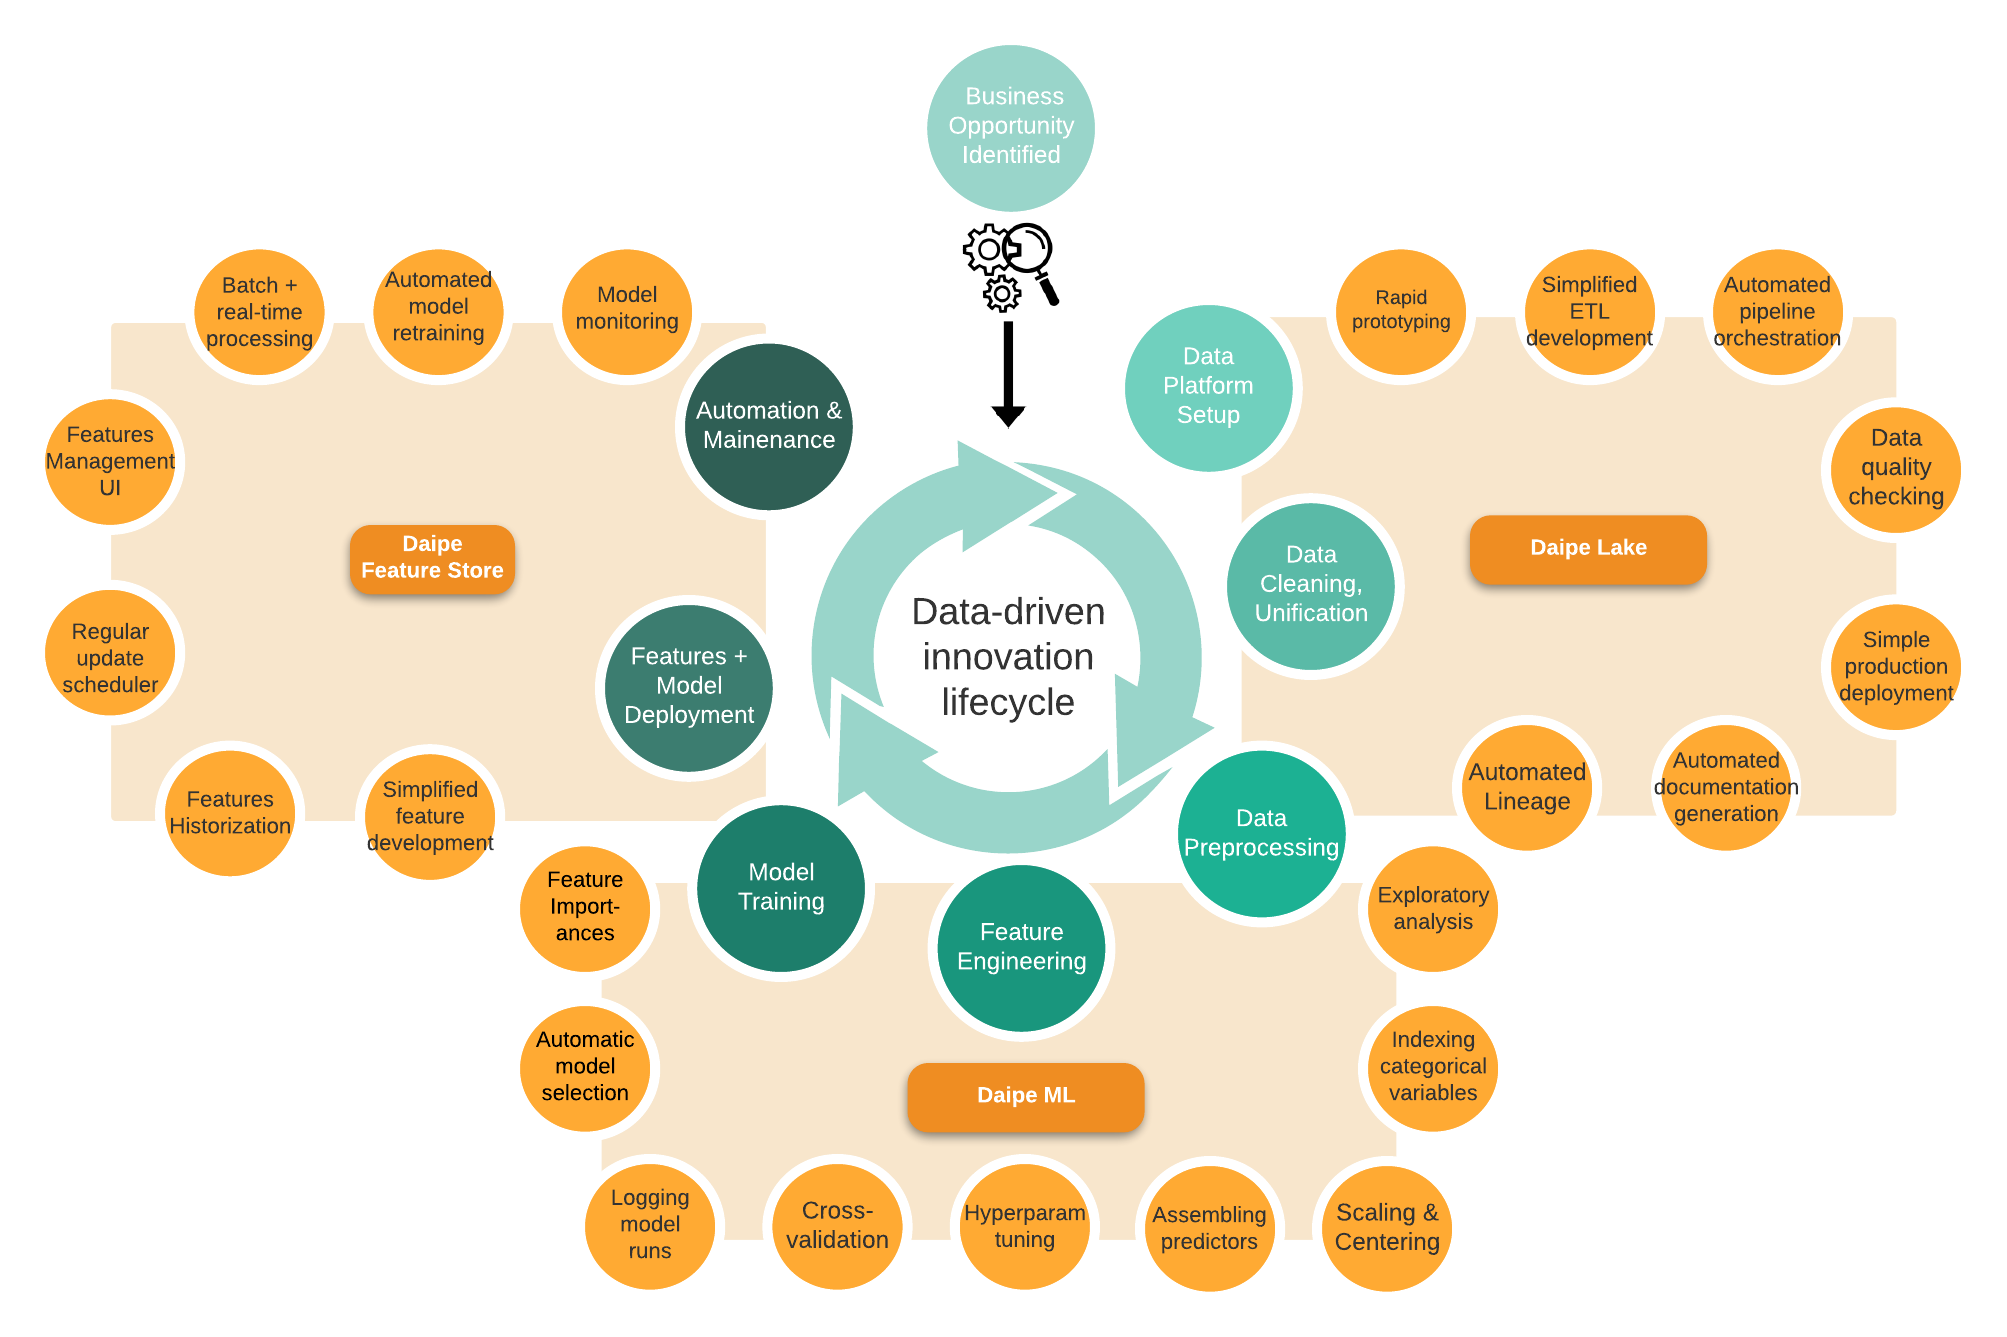 Business
Opportunity
Identified
Batch +
real-time
processing
Automated
model
retraining
Model
monitoring
Automation &
Mainenance
Features
Management
UI
Daipe
Feature Store
Regular
update
scheduler
Features +
Model
Deployment
Features
Historization
Simplified
feature
development
Data-driven
innovation
lifecycle
Data
Platform
Setup
Rapid
prototyping
Simplified
ETL
development
Automated
pipeline
orchestration
Data
quality
checking
Data
Cleaning,
Unification
Daipe Lake
Simple
production
deployment
Automated
Lineage
Automated
documentation
generation
Data
Preprocessing
Model
Training
Feature
Engineering
Feature
Import-
ances
Exploratory
analysis
Automatic
model
selection
Daipe ML
Indexing
categorical
variables
Logging
model
runs
Cross-
validation
Hyperparam
tuning
Assembling
predictors
Scaling &
Centering